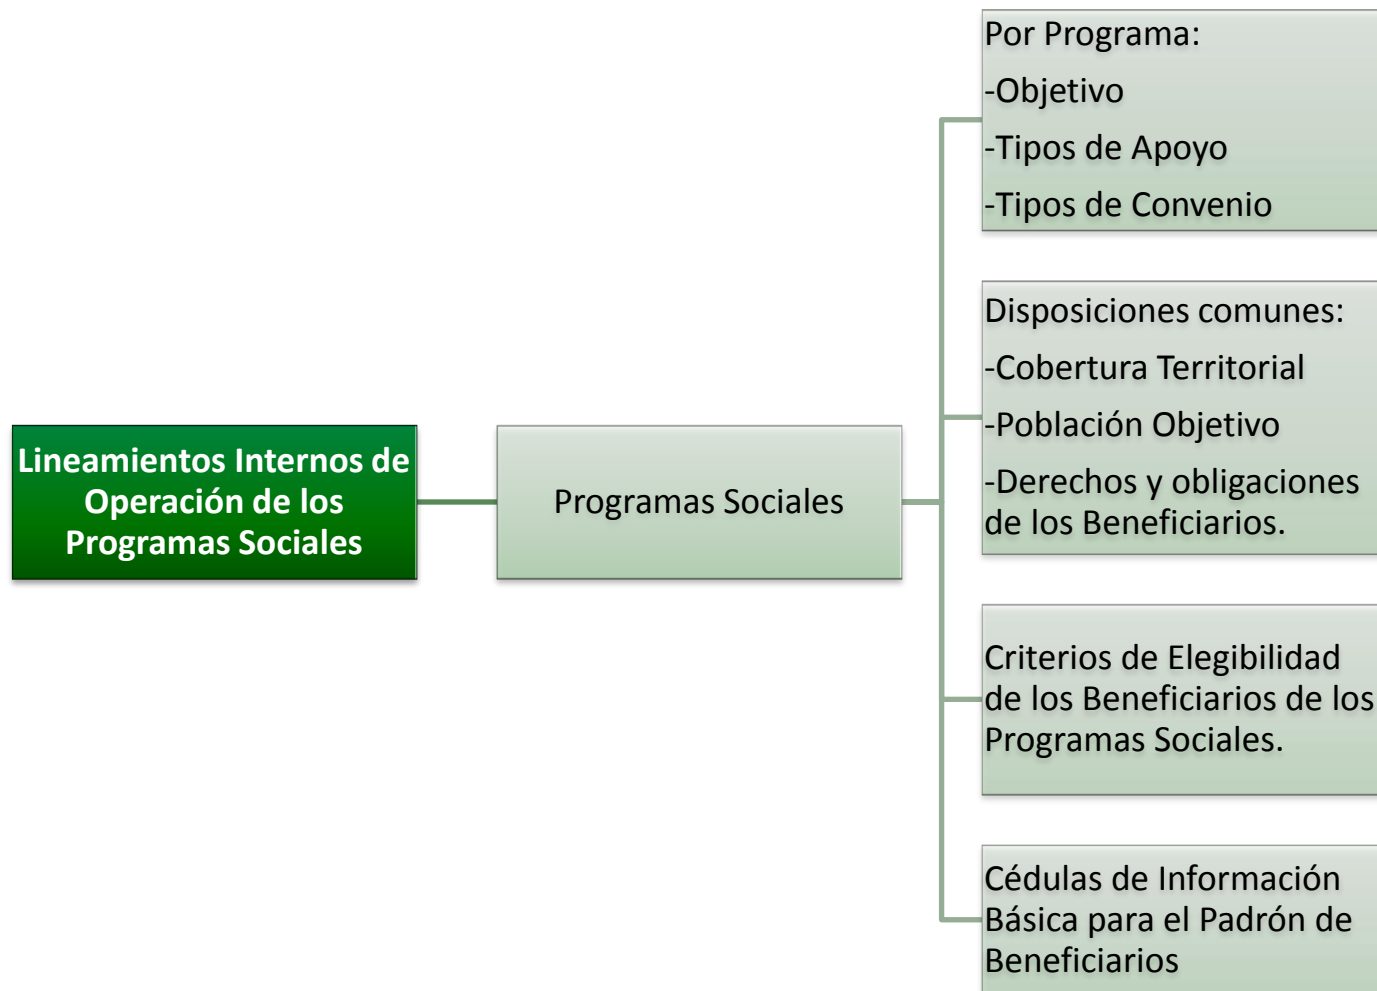 Lineamientos Internos de
Operación de los
Programas Sociales
Programas Sociales
Por Programa:
-Objetivo
-Tipos de Apoyo
-Tipos de Convenio
Disposiciones comunes:
-Cobertura Territorial
-Población Objetivo
-Derechos y obligaciones
de los Beneficiarios.
Criterios de Elegibilidad
de los Beneficiarios de los
Programas Sociales.
Cédulas de Información
Básica para el Padrón de
Beneficiarios